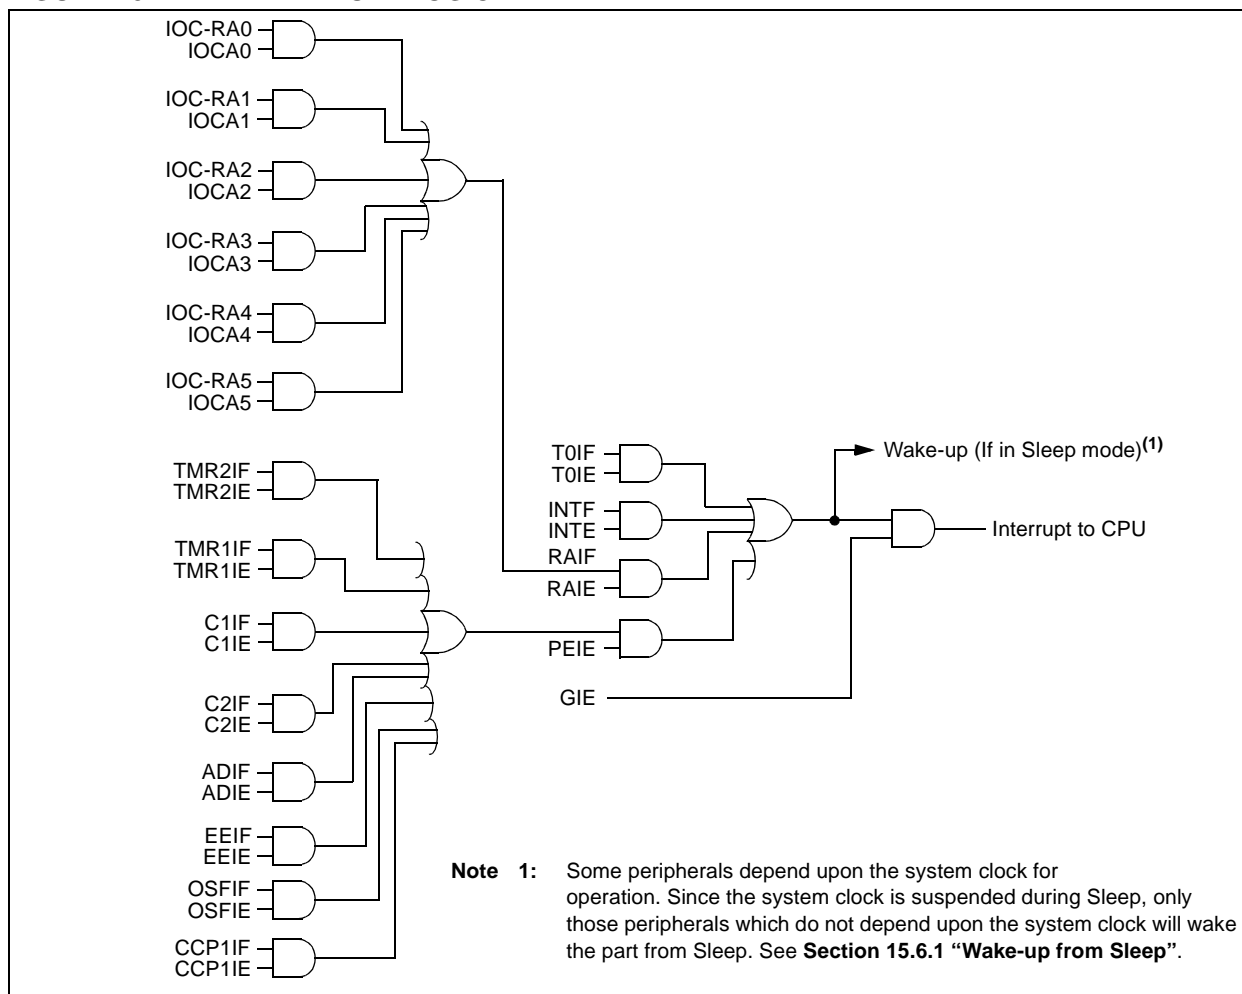 IOC-RA0
IOCA0
IOC-RA1
IOCA1
IOC-RA2
IOCA2
IOC-RA3
IOCA3
IOC-RA4
IOCA4
IOC-RA5
IOCA5
TMR2IF
TMR2IE
TMR1IF
TMR1IE
C1IF
C1IE
C2IF
C2IE
ADIF
ADIE
EEIF
EEIE
OSFIF
OSFIE
CCP1IF
CCP1IE
T0IF
T0IE
INTF
INTE
RAIF
RAIE
PEIE
GIE
Wake-up (If in Sleep mode)(1)
Interrupt to CPU
Note 1: Some peripherals depend upon the system clock for
operation. Since the system clock is suspended during Sleep, only
those peripherals which do not depend upon the system clock will wake
the part from Sleep. See Section 15.6.1 “Wake-up from Sleep”.